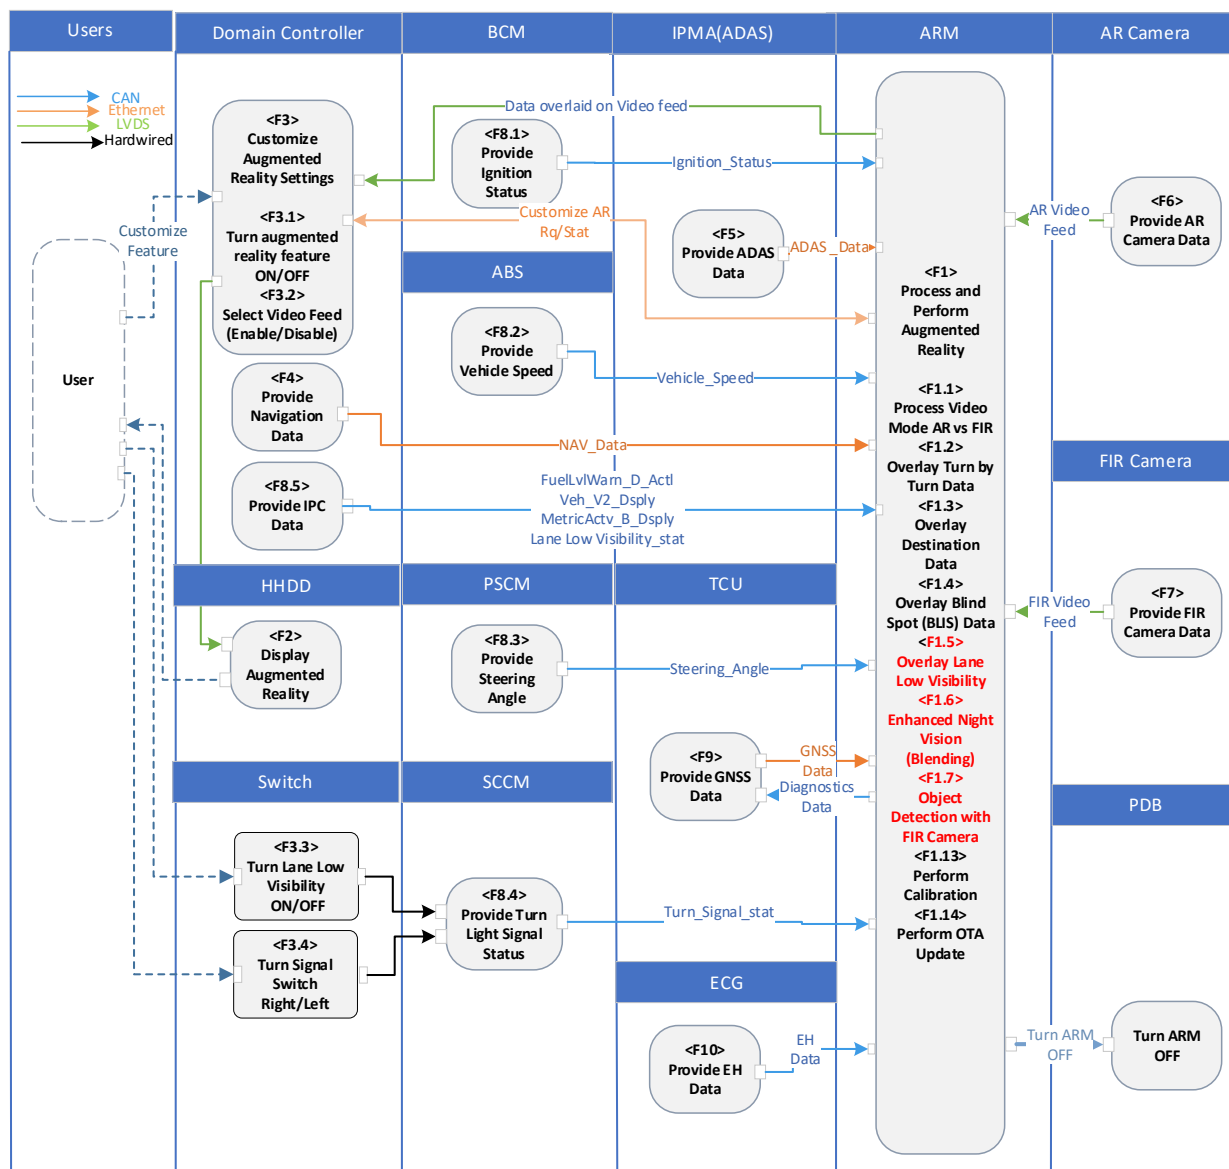 Users
Domain Controller
BCM
IPMA(ADAS)
ARM
AR Camera
CAN
Ethernet
LVDS
Hardwired
<F3>
Customize
Augmented
Reality Settings
<F3.1>
Turn augmented
reality feature
ON/OFF
<F3.2>
Select Video Feed
(Enable/Disable)
Data overlaid on Video feed
<F8.1>
Provide
Ignition
Status
Ignition_Status
Customize AR
Rq/Stat
<F5>
Provide ADAS
Data
ADAS_Data
AR Video
Feed
<F6>
Provide AR
Camera Data
Customize
Feature
User
ABS
<F8.2>
Provide
Vehicle Speed
Vehicle_Speed
<F4>
Provide
Navigation
Data
NAV_Data
<F8.5>
Provide IPC
Data
FuelLvlWarn_D_Actl
Veh_V2_Dsply
MetricActv_B_Dsply
Lane Low Visibility_stat
<F1>
Process and
Perform
Augmented
Reality
<F1.1>
Process Video
Mode AR vs FIR
<F1.2>
Overlay Turn by
Turn Data
<F1.3>
Overlay
Destination
Data
<F1.4>
Overlay Blind
Spot (BLIS) Data
<F1.5>
Overlay Lane
Low Visibility
<F1.6>
Enhanced Night
Vision
(Blending)
<F1.7>
Object
Detection with
FIR Camera
<F1.13>
Perform
Calibration
<F1.14>
Perform OTA
Update
FIR Camera
FIR Video
Feed
<F7>
Provide FIR
Camera Data
HHDD
PSCM
TCU
<F2>
Display
Augmented
Reality
<F8.3>
Provide
Steering
Angle
Steering_Angle
<F9>
Provide GNSS
Data
GNSS
Data
Diagnostics
Data
Switch
SCCM
PDB
<F3.3>
Turn Lane Low
Visibility
ON/OFF
<F3.4>
Turn Signal
Switch
Right/Left
<F8.4>
Provide Turn
Light Signal
Status
Turn_Signal_stat
ECG
<F10>
Provide EH
Data
EH
Data
Turn ARM
OFF
Turn ARM
OFF